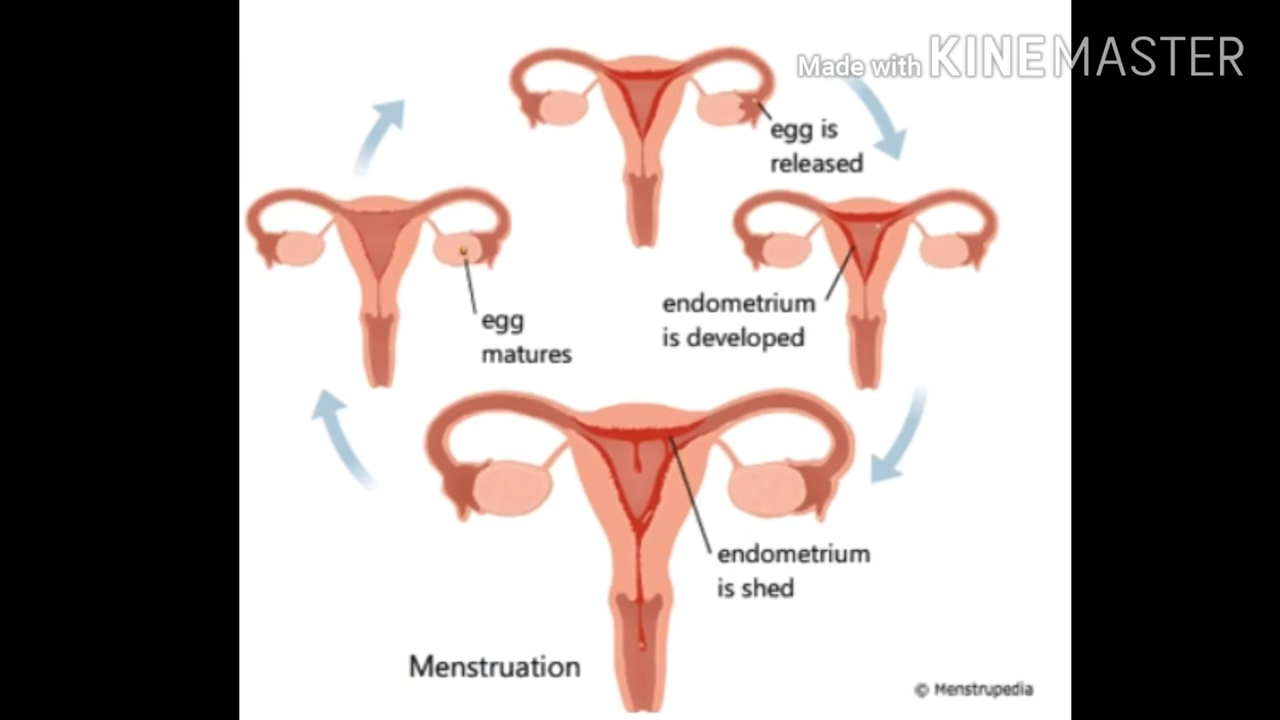 Made with KINEMASTER
egg is
released
egg
matures
endometrium
is developed
endometrium
is shed
Menstruation
© Menstrupedia